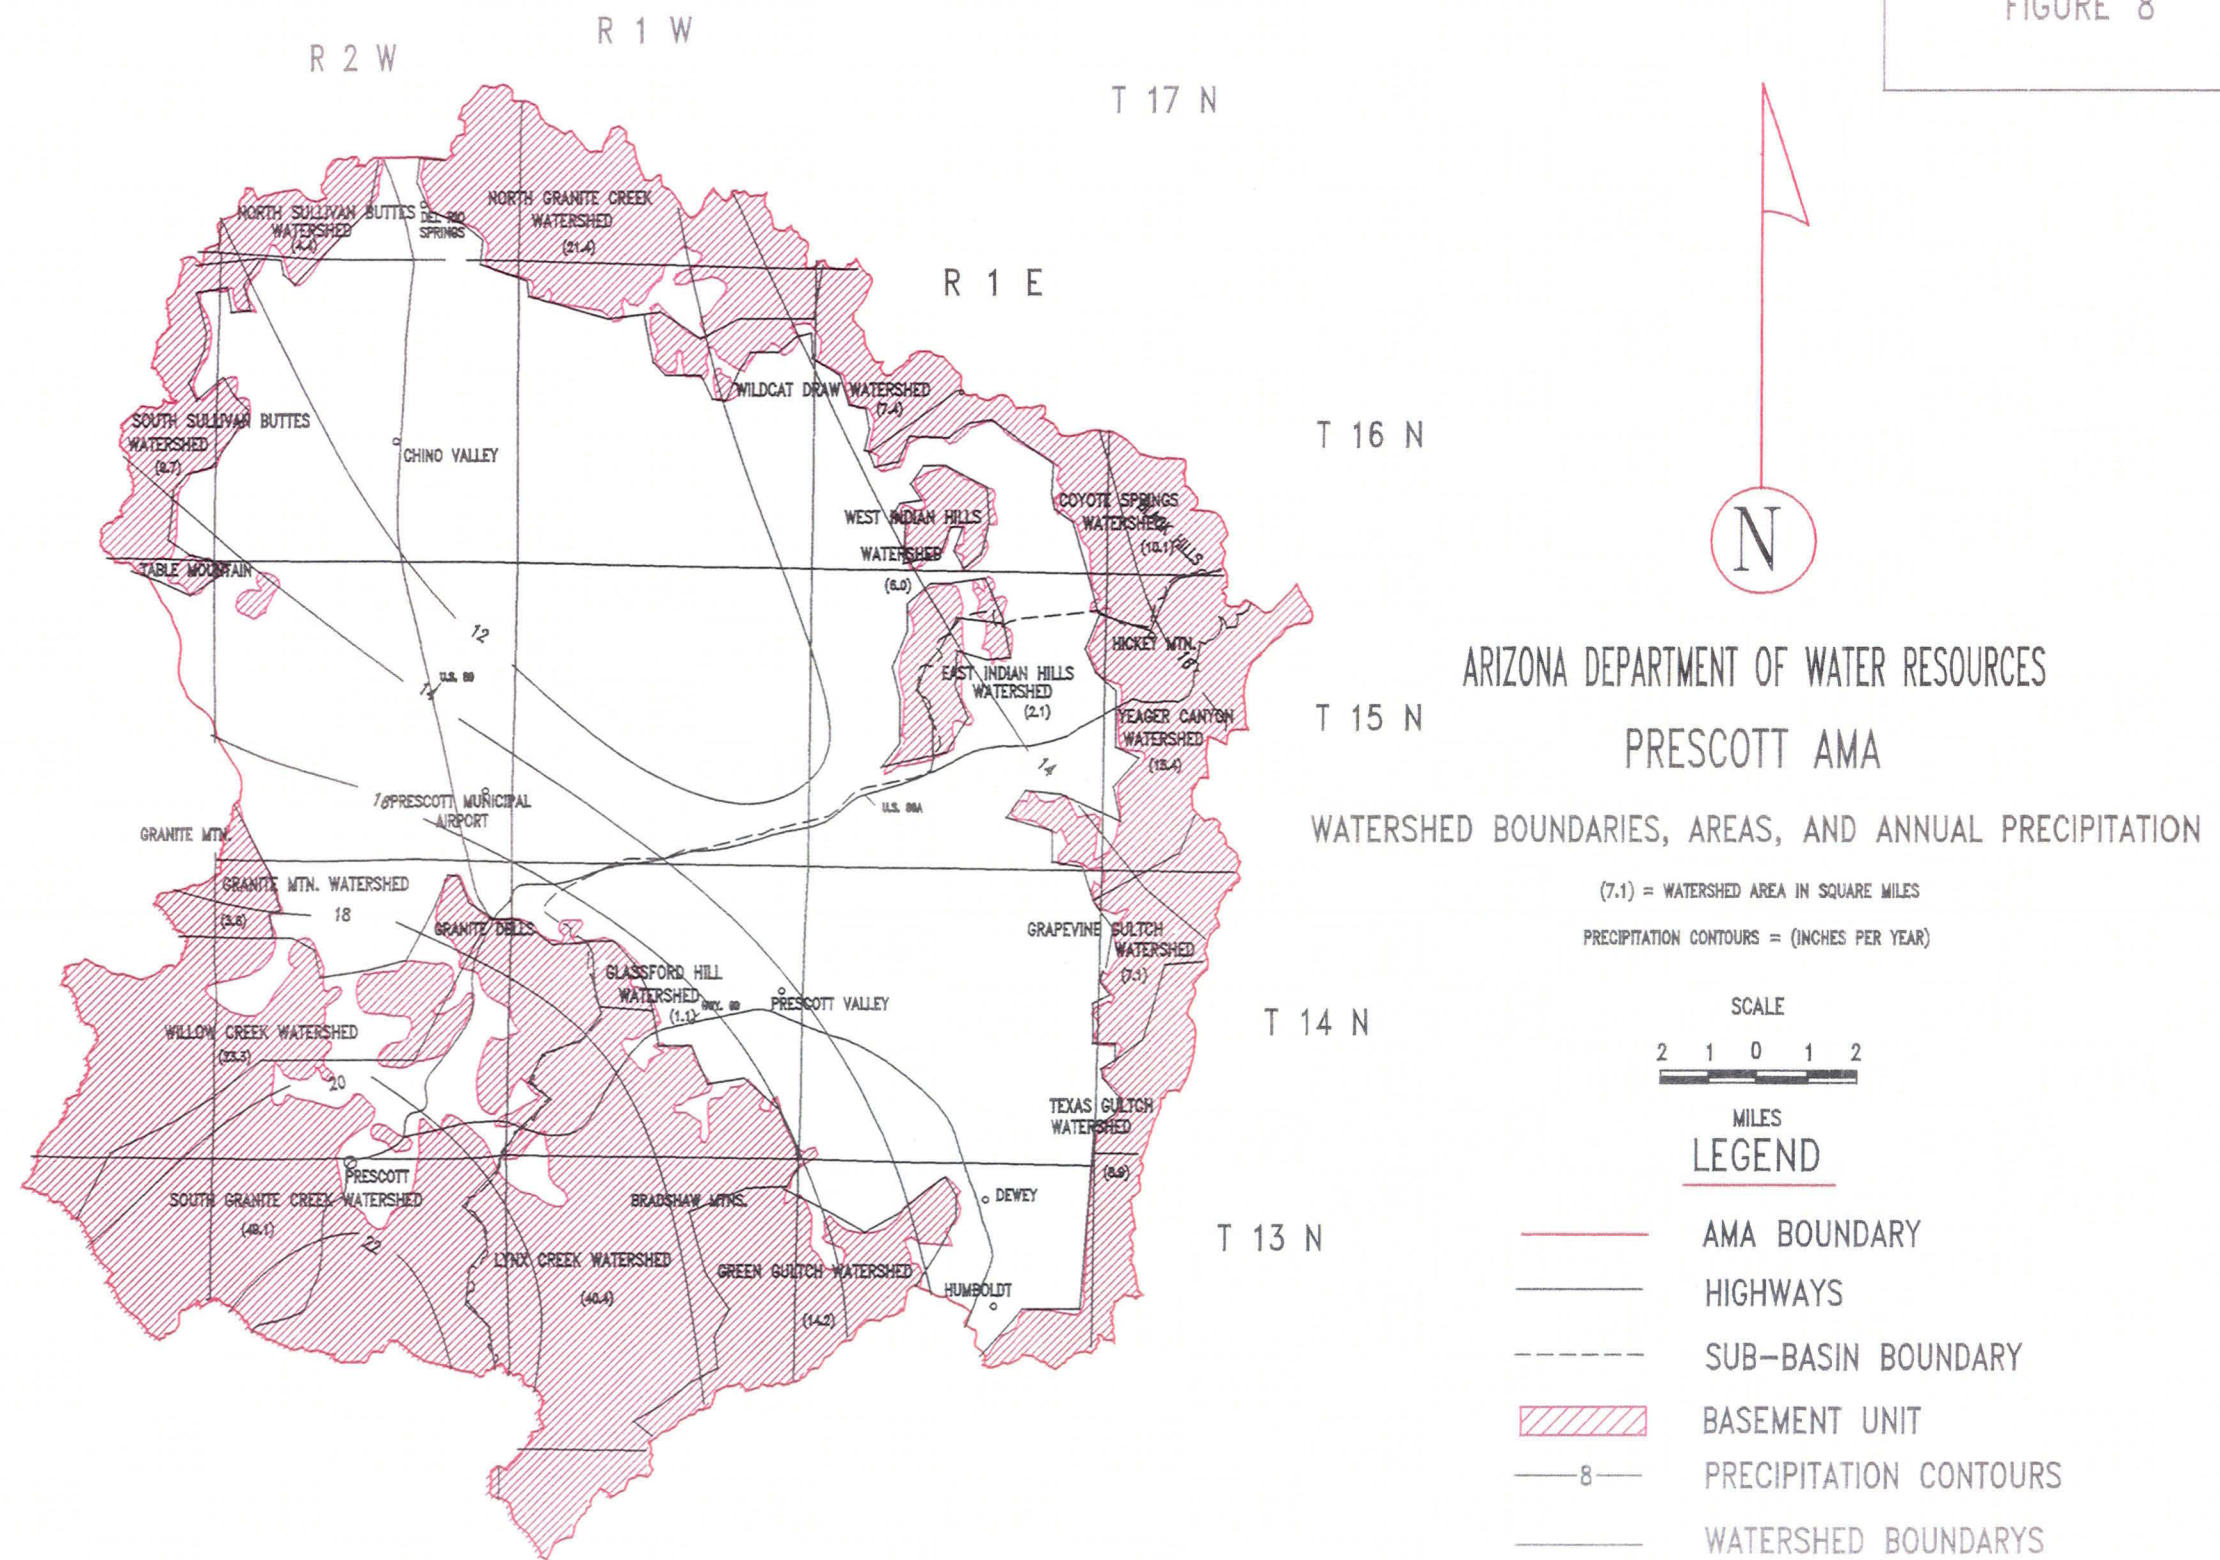 FIGURE 8
R 2 W
R 1 W
T 17 N
R 1 E
T 16 N
T 15 N
T 14 N
T 13 N
NORTH SULLIVAN BUTTES
WATERSHED
(4.4)
DEL RIO
SPRINGS
NORTH GRANITE CREEK
WATERSHED
(21.4)
WILDCAT DRAW WATERSHED
(7.4)
SOUTH SULLIVAN BUTTES
WATERSHED
CHINO VALLEY
WEST INDIAN HILLS
WATERSHED
(6.0)
COYOTE SPRINGS
WATERSHED
(10.1)
HILLS
TABLE MOUNTAIN
12
HICKEY MTN.
16
EAST INDIAN HILLS
WATERSHED
(2.1)
14
U.S. 89
YEAGER CANYON
WATERSHED
14
16
PRESCOTT MUNICIPAL
AIRPORT
U.S. 89A
GRANITE MTN.
GRANITE MTN. WATERSHED
18
GRANITE DELLS
GRAPEVINE GULTCH
WATERSHED
(7.1)
GLASSFORD HILL
WATERSHED
(1.1)
HWY. 69
PRESCOTT VALLEY
WILLOW CREEK WATERSHED
(23.3)
20
TEXAS GULTCH
WATERSHED
PRESCOTT
SOUTH GRANITE CREEK WATERSHED
BRADSHAW MTNS.
DEWEY
22
LYNX CREEK WATERSHED
(40.4)
GREEN GULTCH WATERSHED
(14.2)
HUMBOLDT
N
ARIZONA DEPARTMENT OF WATER RESOURCES
PRESCOTT AMA
WATERSHED BOUNDARIES, AREAS, AND ANNUAL PRECIPITATION
(7.1) = WATERSHED AREA IN SQUARE MILES
PRECIPITATION CONTOURS = (INCHES PER YEAR)
SCALE
2 1 0 1 2
MILES
LEGEND
AMA BOUNDARY
HIGHWAYS
SUB-BASIN BOUNDARY
BASEMENT UNIT
8 PRECIPITATION CONTOURS
WATERSHED BOUNDARYS